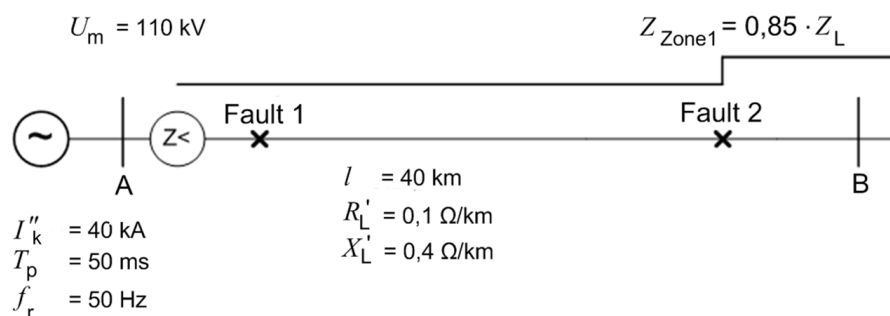 U_m = 110 kV
Z_Zone1 = 0,85 · Z_L
Fault 1
Fault 2
~
Z<
A
B
l = 40 km
R'_L = 0,1 Ω/km
X'_L = 0,4 Ω/km
I''_k = 40 kA
T_p = 50 ms
f_r = 50 Hz